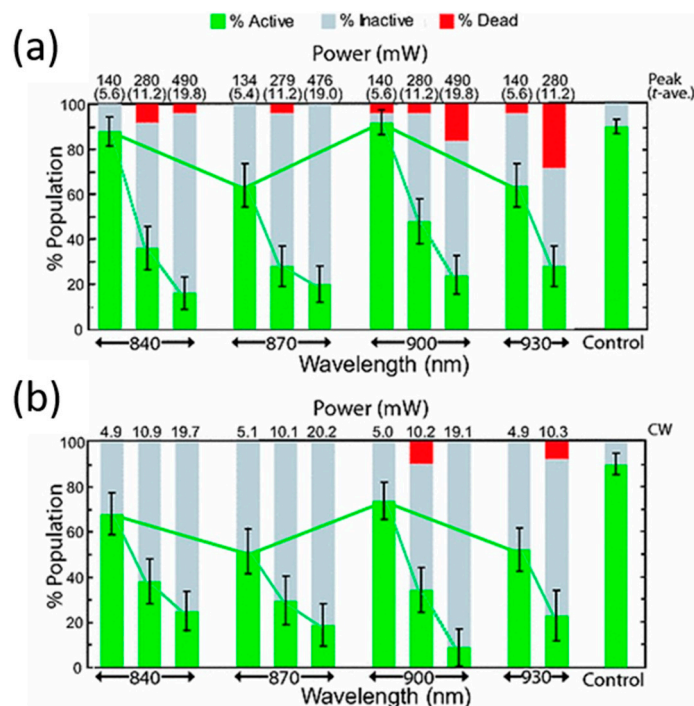 % Active % Inactive % Dead
(a)
Power (mW)
140 280 490 134 279 476 140 280 490 140 280 Peak
(5.6) (11.2) (19.8) (5.4) (11.2) (19.0) (5.6) (11.2) (19.8) (5.6) (11.2) (t-ave.)
100
80
60
40
20
0
% Population
840 870 900 930 Control
Wavelength (nm)
(b)
Power (mW)
4.9 10.9 19.7 5.1 10.1 20.2 5.0 10.2 19.1 4.9 10.3 CW
100
80
60
40
20
0
% Population
840 870 900 930 Control
Wavelength (nm)